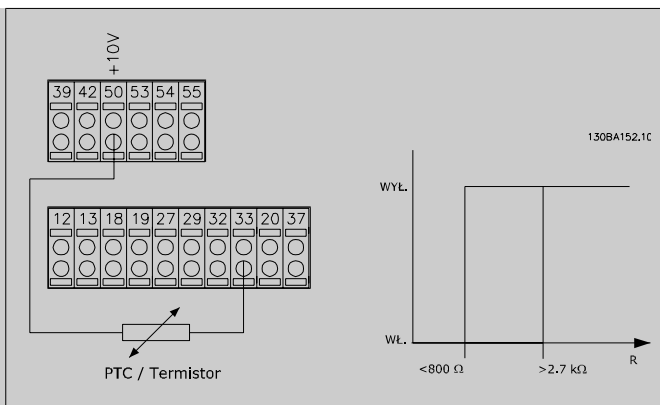 +10V
39 42 50 53 54 55
130BA152.10
WYŁ.
12 13 18 19 27 29 32 33 20 37
WŁ.
<800 Ω >2.7 kΩ R
PTC / Termistor